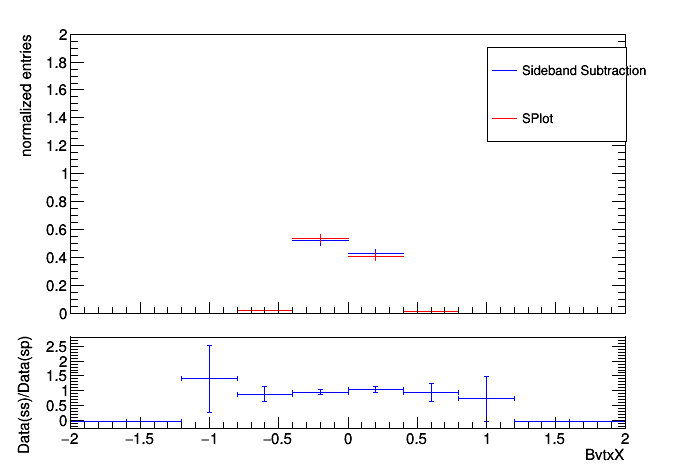 normalized entries
2
1.8
1.6
1.4
1.2
1
0.8
0.6
0.4
0.2
0
Sideband Subtraction
SPlot
Data(ss)/Data(sp)
2.5
2
1.5
1
0.5
0
−2 −1.5 −1 −0.5 0 0.5 1 1.5 2
BvtxX